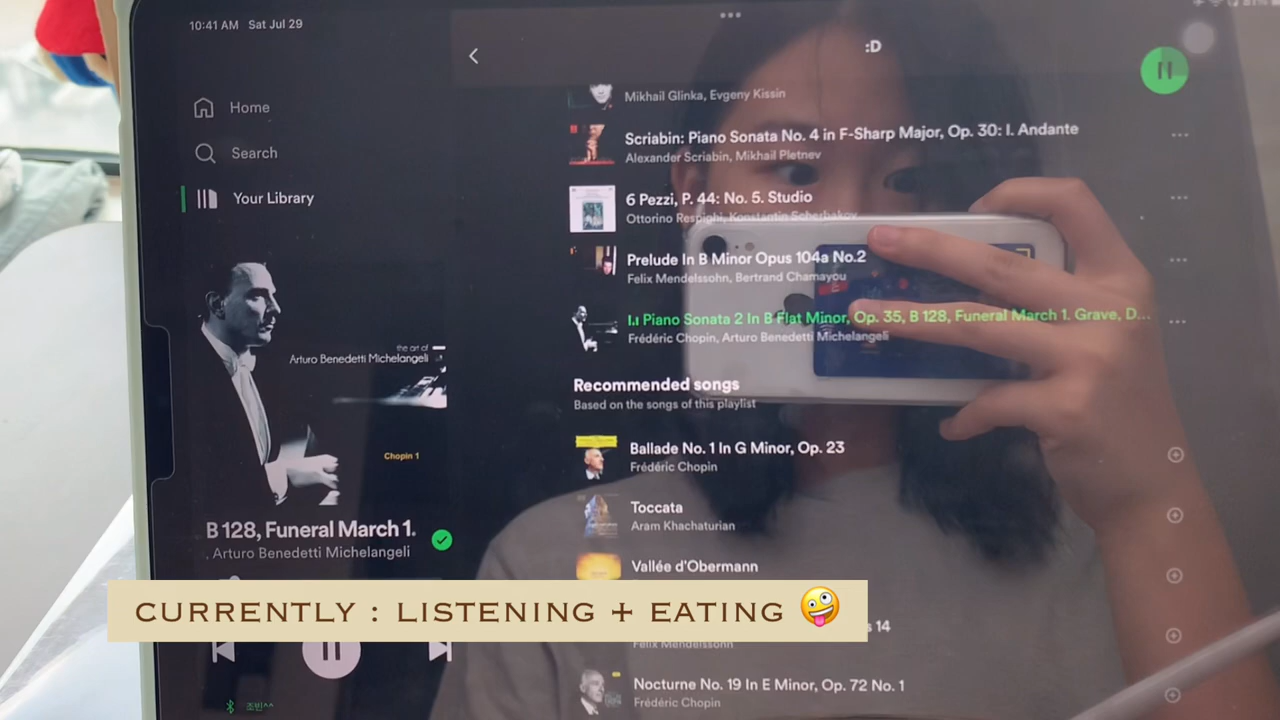 10:41 AM Sat Jul 29
:D
Home
Search
Your Library
the art of
Arturo Benedetti Michelangeli
Chopin 1
B 128, Funeral March 1.
. Arturo Benedetti Michelangeli
조빈^^
Mikhail Glinka, Evgeny Kissin
Scriabin: Piano Sonata No. 4 in F-Sharp Major, Op. 30: I. Andante
Alexander Scriabin, Mikhail Pletnev
6 Pezzi, P. 44: No. 5. Studio
Ottorino Respighi, Konstantin Scherbakov
Prelude In B Minor Opus 104a No.2
Felix Mendelssohn, Bertrand Chamayou
Piano Sonata 2 In B Flat Minor, Op. 35, B 128, Funeral March 1. Grave, D...
Frédéric Chopin, Arturo Benedetti Michelangeli
Recommended songs
Based on the songs of this playlist
Ballade No. 1 In G Minor, Op. 23
Frédéric Chopin
Toccata
Aram Khachaturian
Vallée d'Obermann
14
Felix Mendelssohn
Nocturne No. 19 In E Minor, Op. 72 No. 1
Frédéric Chopin
CURRENTLY : LISTENING + EATING 🤪